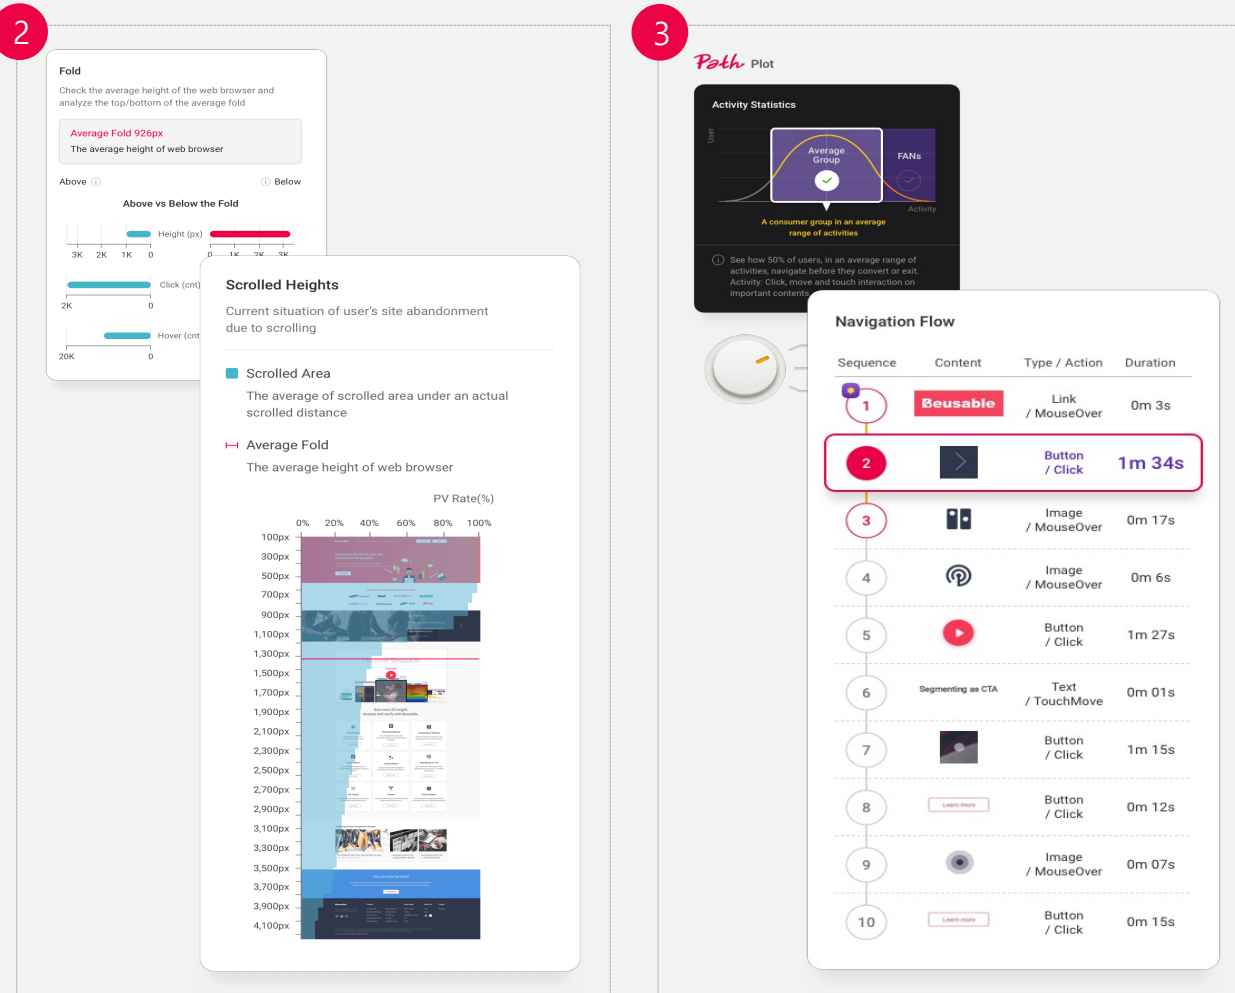 2
Fold
Check the average height of the web browser and
analyze the top/bottom of the average fold
Average Fold 926px
The average height of web browser
Above
Below
Above vs Below the Fold
Height (px)
3K 2K 1K 0
0 1K 2K 3K
Click (cnt)
2K 0
Hover (cnt
20K 0
Scrolled Heights
Current situation of user's site abandonment
due to scrolling
Scrolled Area
The average of scrolled area under an actual
scrolled distance
Average Fold
The average height of web browser
PV Rate(%)
0% 20% 40% 60% 80% 100%
100px
300px
500px
700px
900px
1,100px
1,300px
1,500px
1,700px
1,900px
2,100px
2,300px
2,500px
2,700px
2,900px
3,100px
3,300px
3,500px
3,700px
3,900px
4,100px
3
Path Plot
Activity Statistics
User
Average
Group
FANs
Activity
A consumer group in an average
range of activities
See how 50% of users, in an average range of
activities, navigate before they convert or exit.
Activity: Click, move and touch interaction on
important contents
Navigation Flow
Sequence Content Type / Action Duration
1 Beusable Link / MouseOver 0m 3s
2 Button / Click 1m 34s
3 Image / MouseOver 0m 17s
4 Image / MouseOver 0m 6s
5 Button / Click 1m 27s
6 Segmenting as CTA Text / TouchMove 0m 01s
7 Button / Click 1m 15s
8 Learn more Button / Click 0m 12s
9 Image / MouseOver 0m 07s
10 Learn more Button / Click 0m 15s